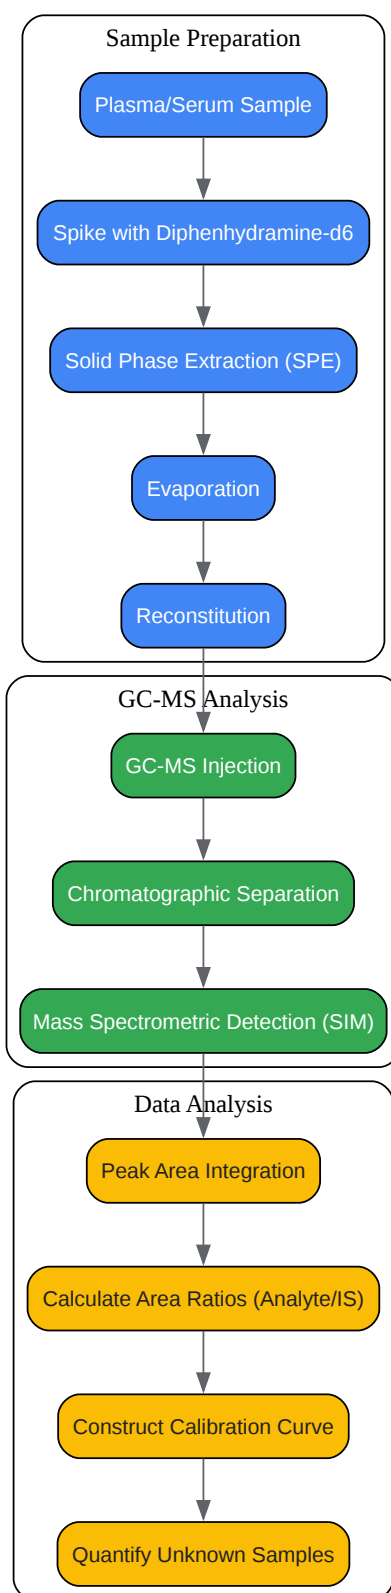 Sample Preparation
Plasma/Serum Sample
Spike with Diphenhydramine-d6
Solid Phase Extraction (SPE)
Evaporation
Reconstitution
GC-MS Analysis
GC-MS Injection
Chromatographic Separation
Mass Spectrometric Detection (SIM)
Data Analysis
Peak Area Integration
Calculate Area Ratios (Analyte/IS)
Construct Calibration Curve
Quantify Unknown Samples